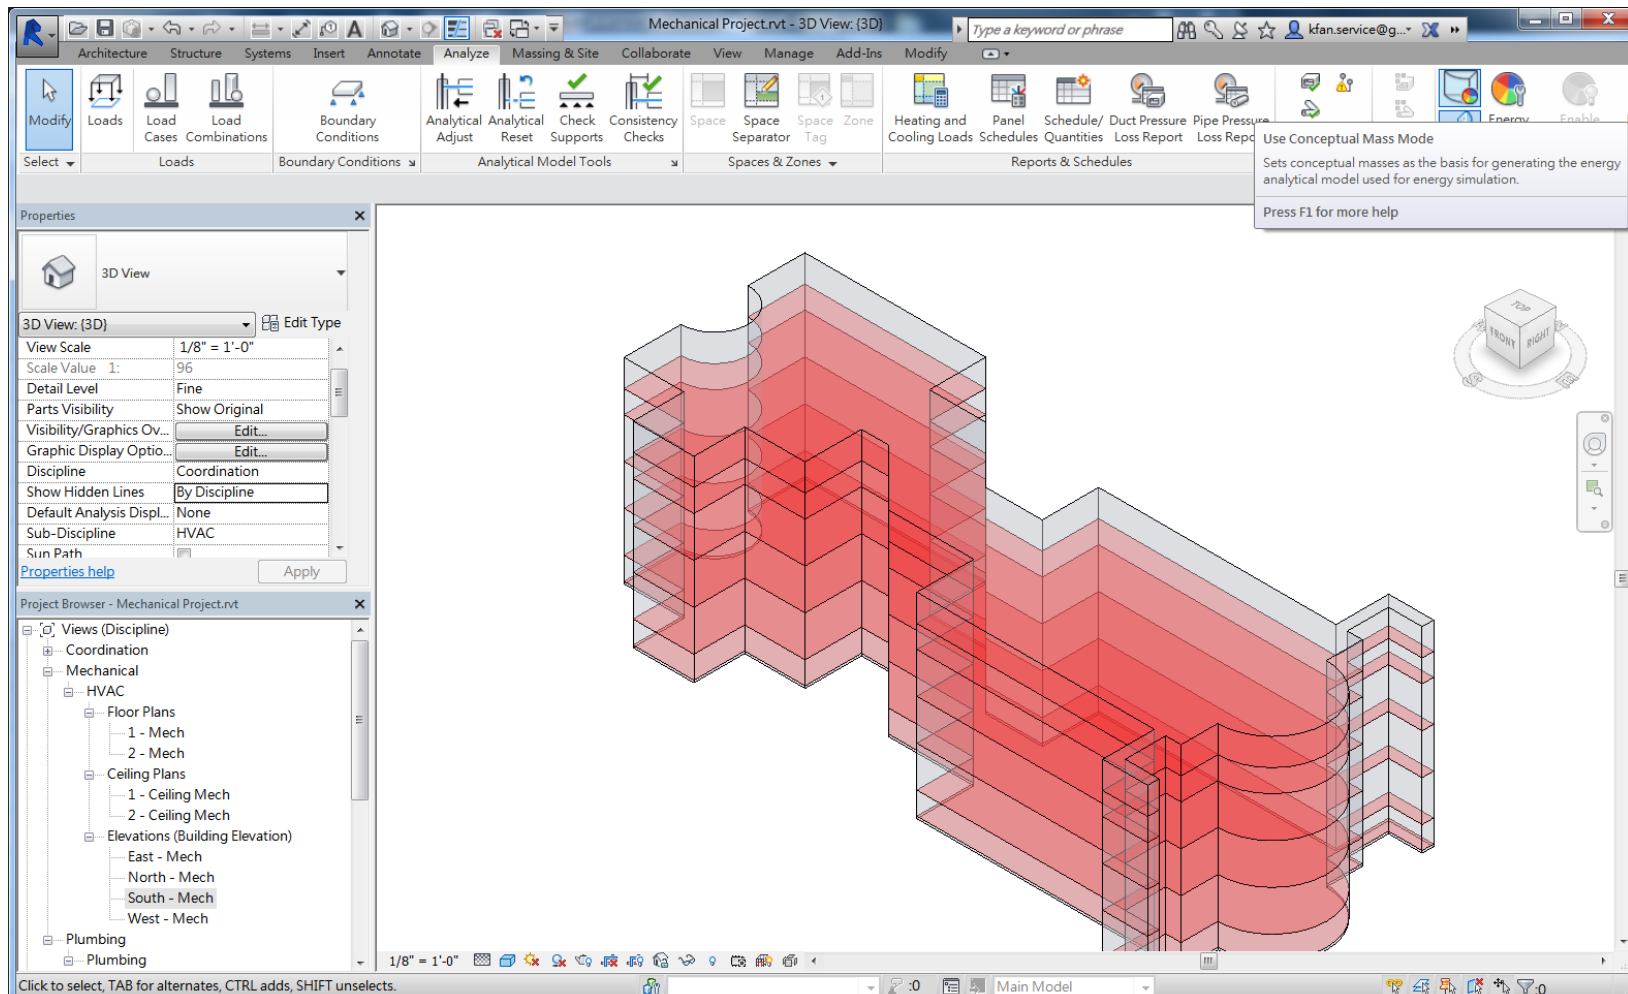 Mechanical Project.rvt - 3D View: {3D}
Type a keyword or phrase
kfan.service@g...
Architecture Structure Systems Insert Annotate Analyze Massing & Site Collaborate View Manage Add-Ins Modify
Modify
Loads
Load Cases
Load Combinations
Boundary Conditions
Analytical Adjust
Analytical Reset
Check Supports
Consistency Checks
Space
Space Separator
Space Tag
Zone
Heating and Cooling Loads
Panel Schedules
Schedule/ Quantities
Duct Pressure Loss Report
Pipe Pressure Loss Repo
Energy
Enable
Select
Loads
Boundary Conditions
Analytical Model Tools
Spaces & Zones
Reports & Schedules
Use Conceptual Mass Mode
Sets conceptual masses as the basis for generating the energy
analytical model used for energy simulation.
Press F1 for more help
Properties
3D View
3D View: {3D}
Edit Type
View Scale 1/8" = 1'-0"
Scale Value 1: 96
Detail Level Fine
Parts Visibility Show Original
Visibility/Graphics Ov... Edit...
Graphic Display Optio... Edit...
Discipline Coordination
Show Hidden Lines By Discipline
Default Analysis Displ... None
Sub-Discipline HVAC
Sun Path
Properties help
Apply
Project Browser - Mechanical Project.rvt
Views (Discipline)
Coordination
Mechanical
HVAC
Floor Plans
1 - Mech
2 - Mech
Ceiling Plans
1 - Ceiling Mech
2 - Ceiling Mech
Elevations (Building Elevation)
East - Mech
North - Mech
South - Mech
West - Mech
Plumbing
Plumbing
TOP
FRONT
RIGHT
1/8" = 1'-0"
Click to select, TAB for alternates, CTRL adds, SHIFT unselects.
:0
Main Model
:0